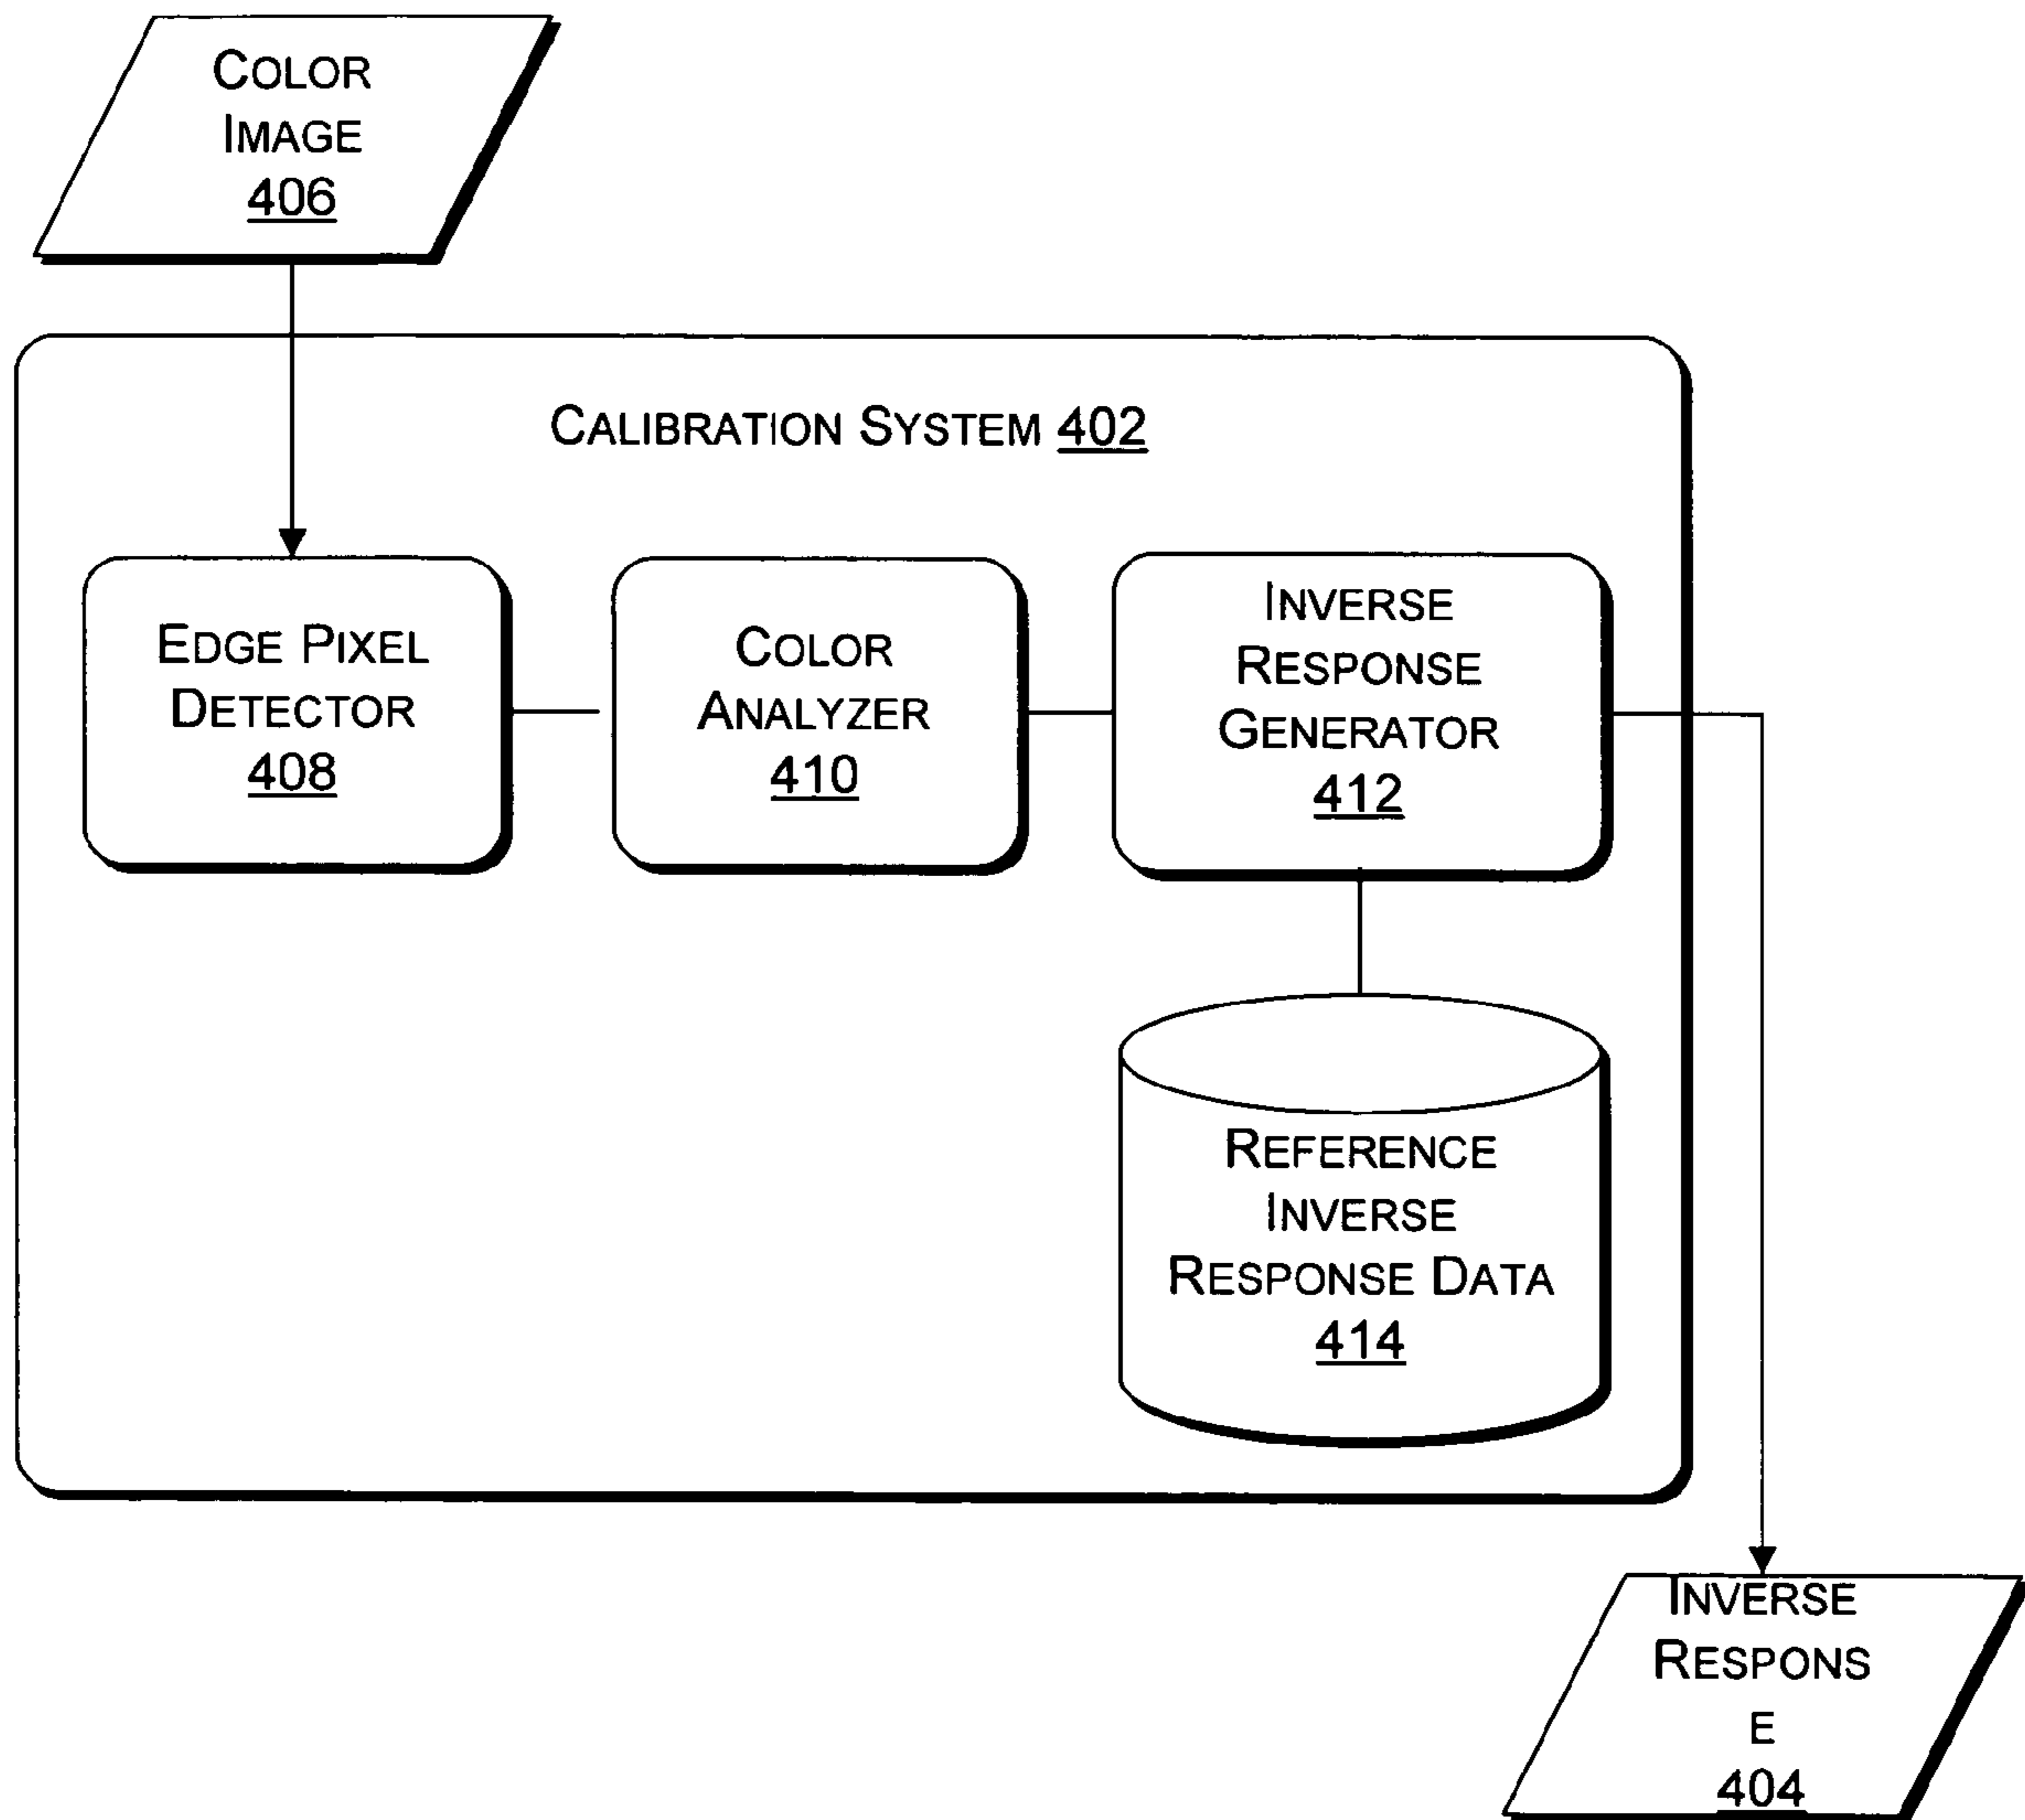 COLOR
IMAGE
406
CALIBRATION SYSTEM 402
EDGE PIXEL
DETECTOR
408
COLOR
ANALYZER
410
INVERSE
RESPONSE
GENERATOR
412
REFERENCE
INVERSE
RESPONSE DATA
414
INVERSE
RESPONS
E
404